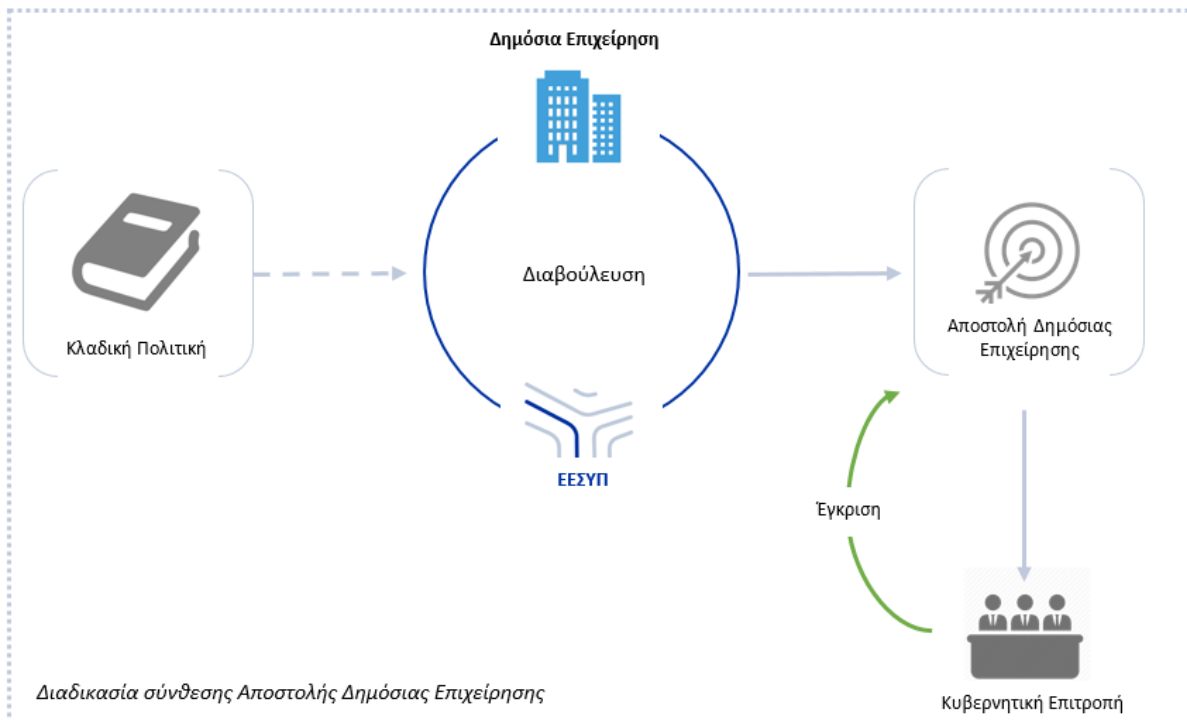 Δημόσια Επιχείρηση
Κλαδική Πολιτική
Διαβούλευση
ΕΕΣΥΠ
Αποστολή Δημόσιας
Επιχείρησης
Έγκριση
Κυβερνητική Επιτροπή
Διαδικασία σύνθεσης Αποστολής Δημόσιας Επιχείρησης